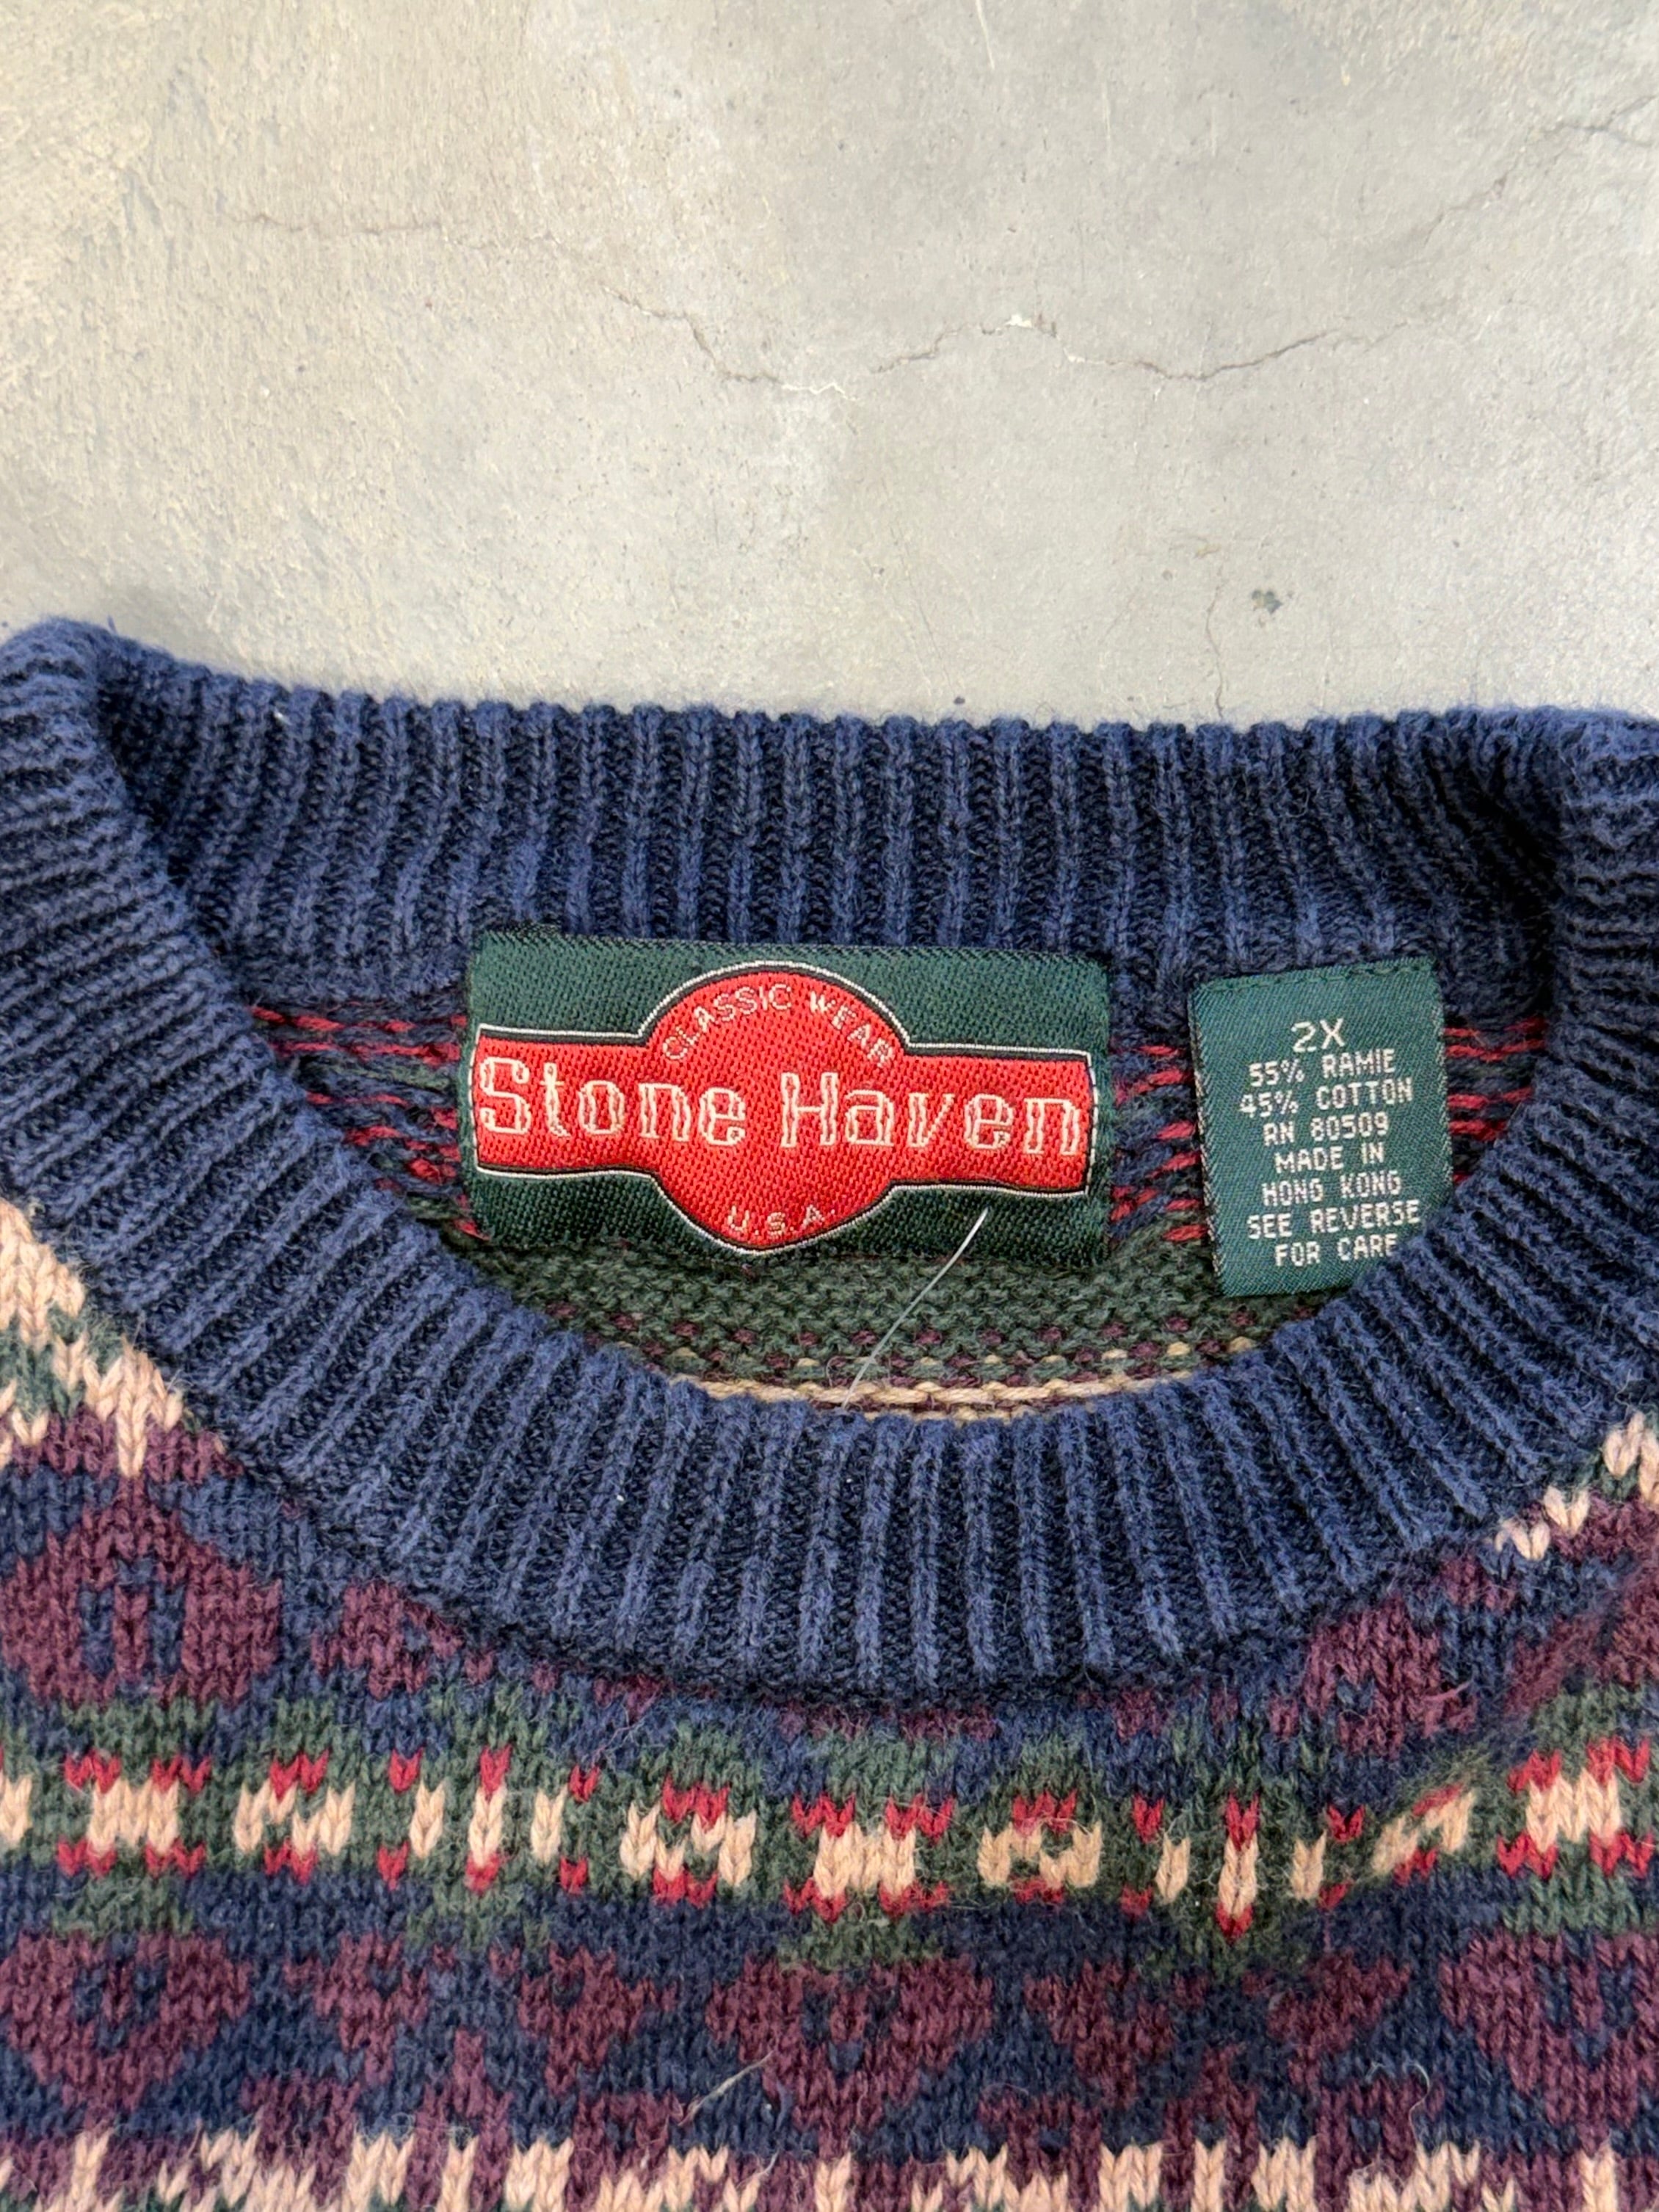 CLASSIC WEAR
Stone Haven
U.S.A.
2X
55% RAMIE
45% COTTON
RN 80509
MADE IN
HONG KONG
SEE REVERSE
FOR CARE